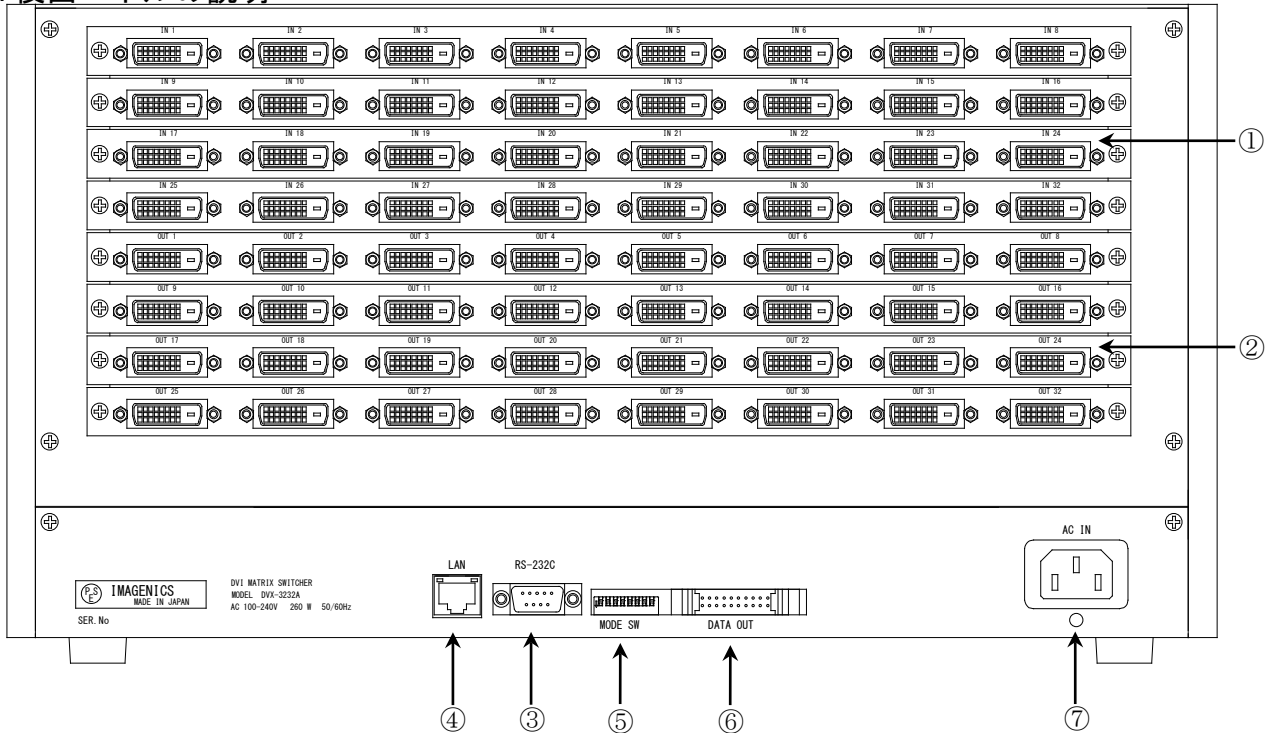 IN 1 IN 2 IN 3 IN 4 IN 5 IN 6 IN 7 IN 8
IN 9 IN 10 IN 11 IN 12 IN 13 IN 14 IN 15 IN 16
IN 17 IN 18 IN 19 IN 20 IN 21 IN 22 IN 23 IN 24
①
IN 25 IN 26 IN 27 IN 28 IN 29 IN 30 IN 31 IN 32
OUT 1 OUT 2 OUT 3 OUT 4 OUT 5 OUT 6 OUT 7 OUT 8
OUT 9 OUT 10 OUT 11 OUT 12 OUT 13 OUT 14 OUT 15 OUT 16
OUT 17 OUT 18 OUT 19 OUT 20 OUT 21 OUT 22 OUT 23 OUT 24
②
OUT 25 OUT 26 OUT 27 OUT 28 OUT 29 OUT 30 OUT 31 OUT 32
AC IN
LAN RS-232C
PSE IMAGENICS
MADE IN JAPAN
SER.No
DVI MATRIX SWITCHER
MODEL DVX-3232A
AC 100-240V 260 W 50/60Hz
MODE SW DATA OUT
④ ③ ⑤ ⑥ ⑦